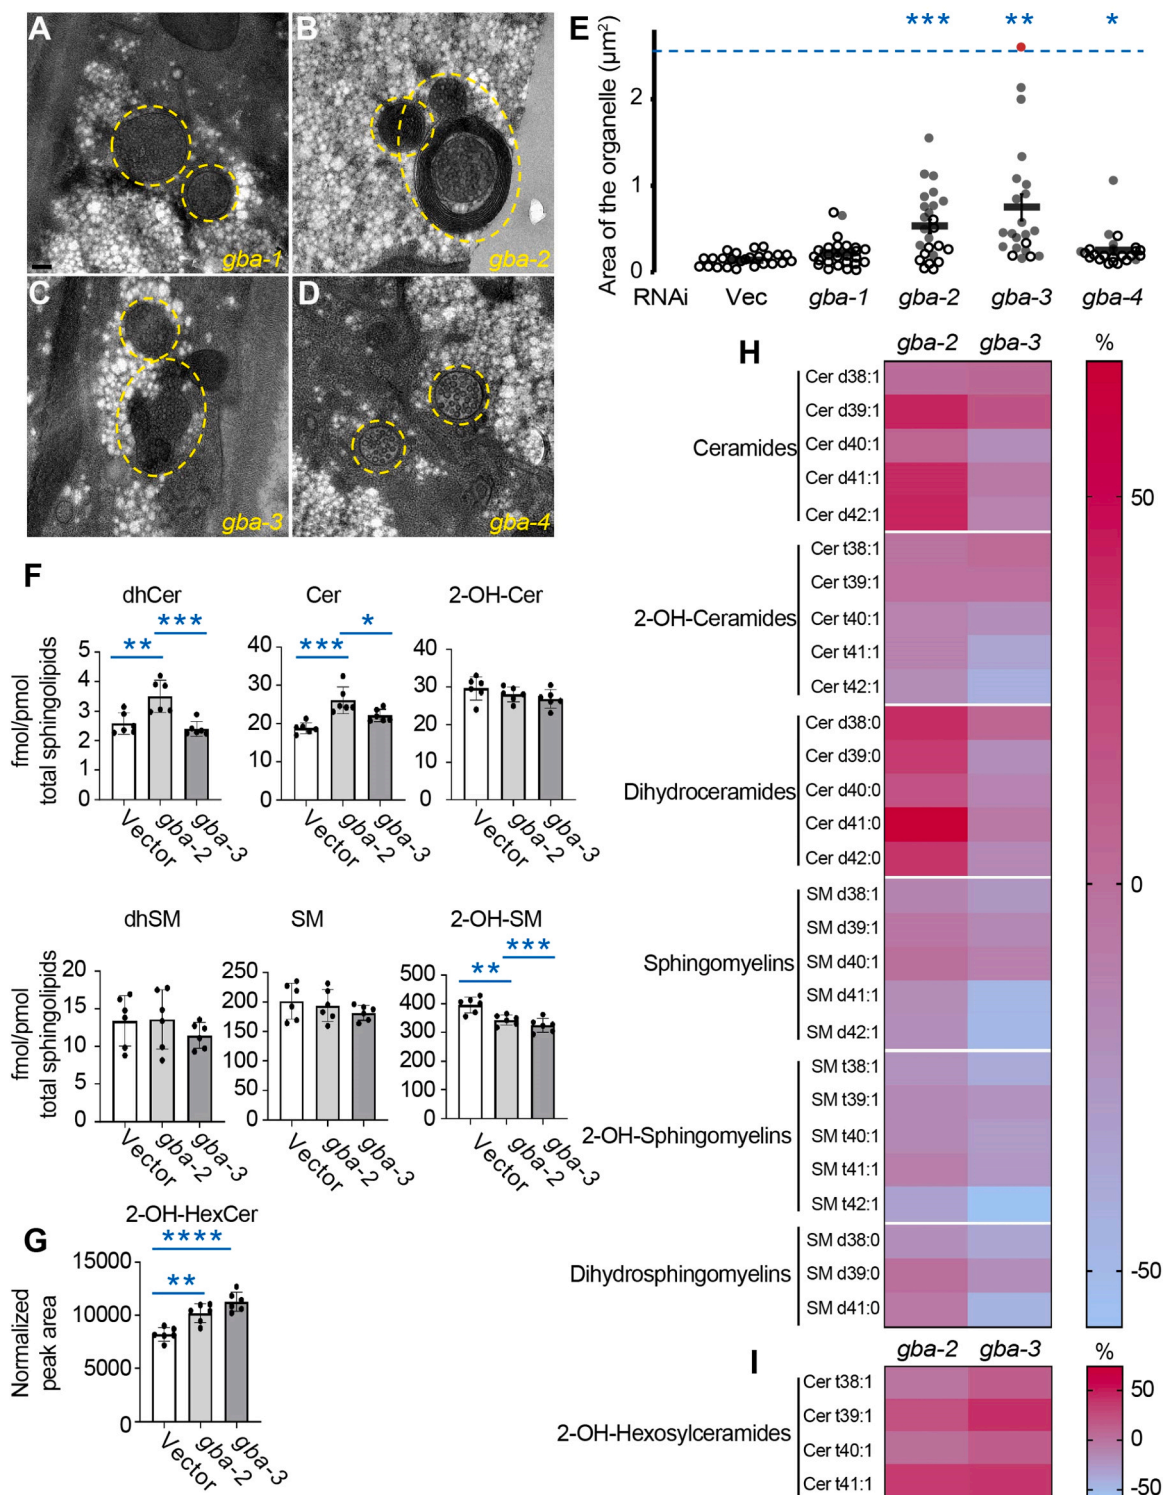 A
gba-1
B
gba-2
C
gba-3
D
gba-4
E
***
**
*
Area of the organelle (µm²)
2
1
0
RNAi
Vec
gba-1
gba-2
gba-3
gba-4
F
dhCer
Cer
2-OH-Cer
fmol/pmol
total sphingolipids
**
***
5
4
3
2
1
0
Vector
gba-2
gba-3
***
*
40
30
20
10
0
Vector
gba-2
gba-3
40
30
20
10
0
Vector
gba-2
gba-3
dhSM
SM
2-OH-SM
fmol/pmol
total sphingolipids
20
15
10
5
0
Vector
gba-2
gba-3
250
200
150
100
50
0
Vector
gba-2
gba-3
**
***
500
400
300
200
100
0
Vector
gba-2
gba-3
G
2-OH-HexCer
****
**
Normalized
peak area
15000
10000
5000
0
Vector
gba-2
gba-3
H
gba-2
gba-3
%
Ceramides
Cer d38:1
Cer d39:1
Cer d40:1
Cer d41:1
Cer d42:1
2-OH-Ceramides
Cer t38:1
Cer t39:1
Cer t40:1
Cer t41:1
Cer t42:1
Dihydroceramides
Cer d38:0
Cer d39:0
Cer d40:0
Cer d41:0
Cer d42:0
Sphingomyelins
SM d38:1
SM d39:1
SM d40:1
SM d41:1
SM d42:1
2-OH-Sphingomyelins
SM t38:1
SM t39:1
SM t40:1
SM t41:1
SM t42:1
Dihydrosphingomyelins
SM d38:0
SM d39:0
SM d41:0
50
0
-50
I
gba-2
gba-3
%
2-OH-Hexosylceramides
Cer t38:1
Cer t39:1
Cer t40:1
Cer t41:1
50
0
-50